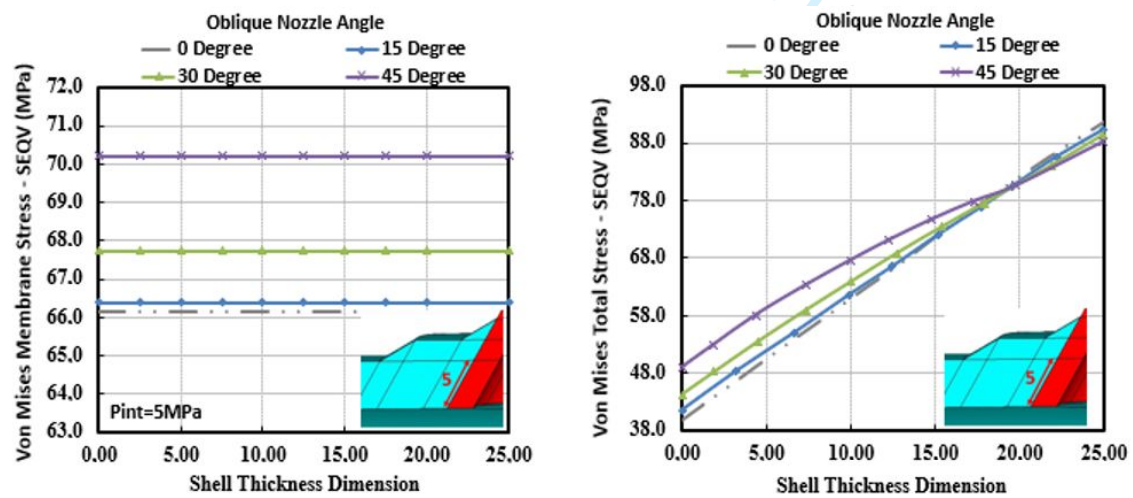 Oblique Nozzle Angle
0 Degree
15 Degree
30 Degree
45 Degree
Von Mises Membrane Stress - SEQV (MPa)
72.0
71.0
70.0
69.0
68.0
67.0
66.0
65.0
64.0
63.0
5
Pint=5MPa
0.00 5.00 10.00 15.00 20.00 25.00
Shell Thickness Dimension
Oblique Nozzle Angle
0 Degree
15 Degree
30 Degree
45 Degree
Von Mises Total Stress - SEQV (MPa)
98.0
88.0
78.0
68.0
58.0
48.0
38.0
5
0.00 5.00 10.00 15.00 20.00 25.00
Shell Thickness Dimension